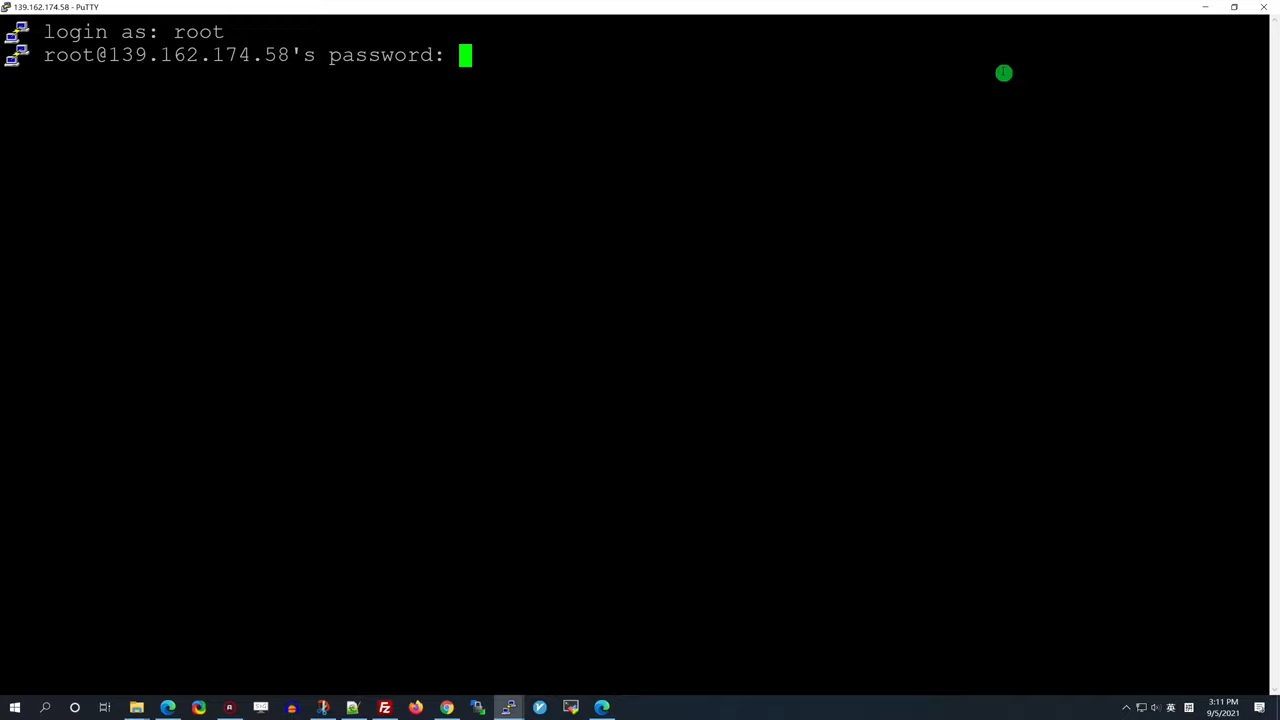 139.162.174.58 - PuTTY
login as: root
root@139.162.174.58's password:
3:11 PM
英
9/5/2021